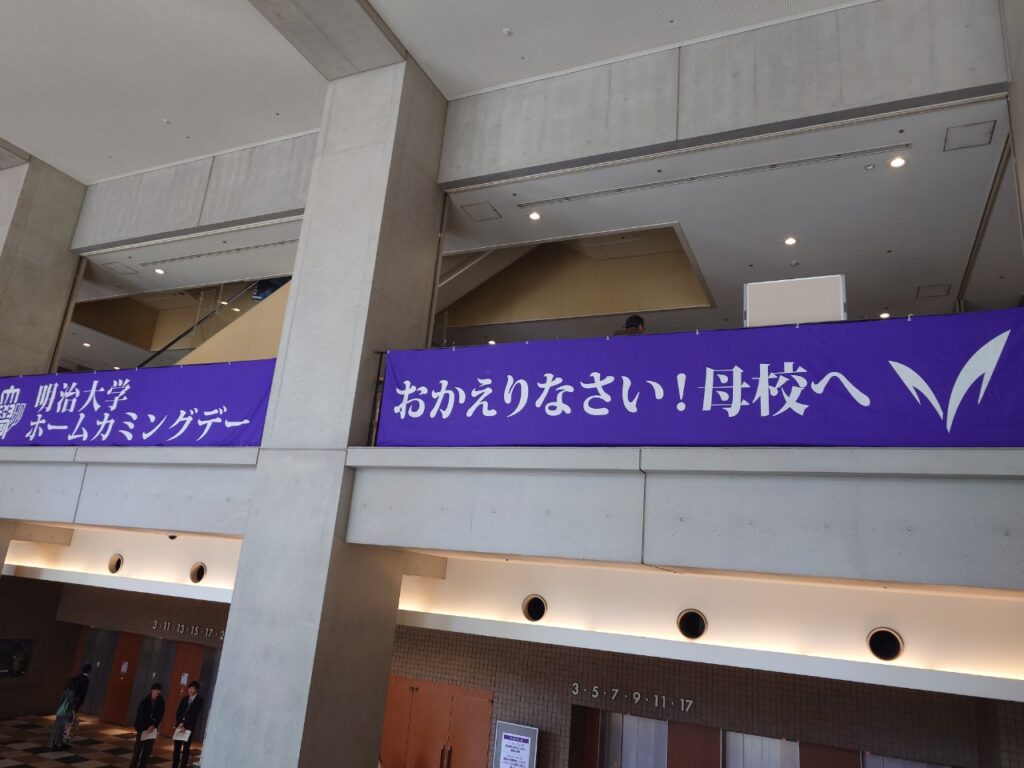 明治大学
ホームカミングデー
おかえりなさい!母校へ
3・11・13・15・17・2
3・5・7・9・11・17